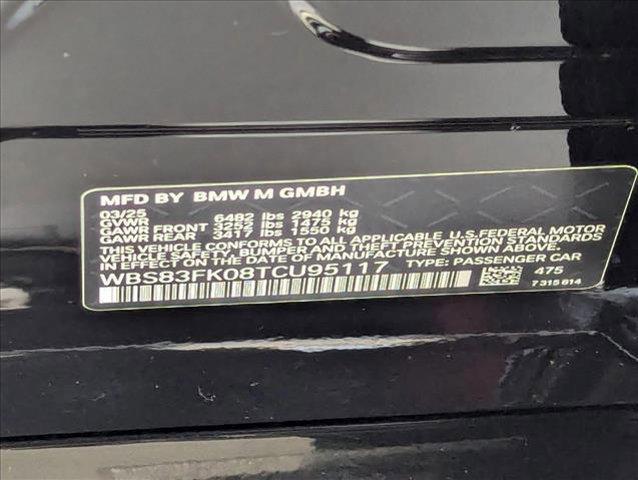 MFD BY BMW M GMBH
03/25
GVWR 6482 lbs 2940 kg
GAWR FRONT 3252 lbs 1475 kg
GAWR REAR 3417 lbs 1550 kg
THIS VEHICLE CONFORMS TO ALL APPLICABLE U.S.FEDERAL MOTOR
VEHICLE SAFETY, BUMPER, AND THEFT PREVENTION STANDARDS
IN EFFECT ON THE DATE OF MANUFACTURE SHOWN ABOVE.
WBS83FK08TCU95117 TYPE: PASSENGER CAR
475
7 315 614